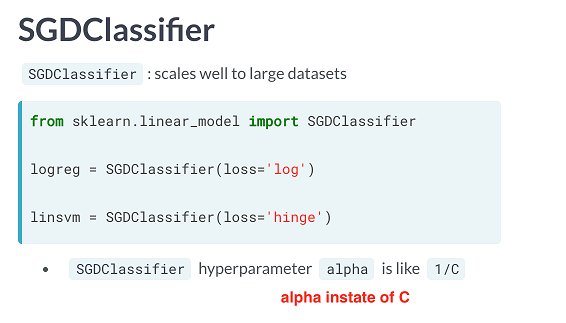 SGDClassifier
SGDClassifier : scales well to large datasets
from sklearn.linear_model import SGDClassifier
logreg = SGDClassifier(loss='log')
linsvm = SGDClassifier(loss='hinge')
• SGDClassifier hyperparameter alpha is like 1/C
alpha instate of C